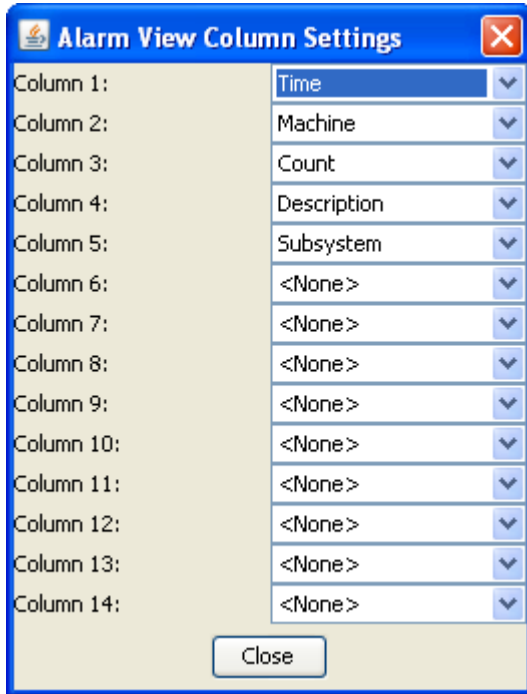 Alarm View Column Settings
Column 1: Time
Column 2: Machine
Column 3: Count
Column 4: Description
Column 5: Subsystem
Column 6: <None>
Column 7: <None>
Column 8: <None>
Column 9: <None>
Column 10: <None>
Column 11: <None>
Column 12: <None>
Column 13: <None>
Column 14: <None>
Close